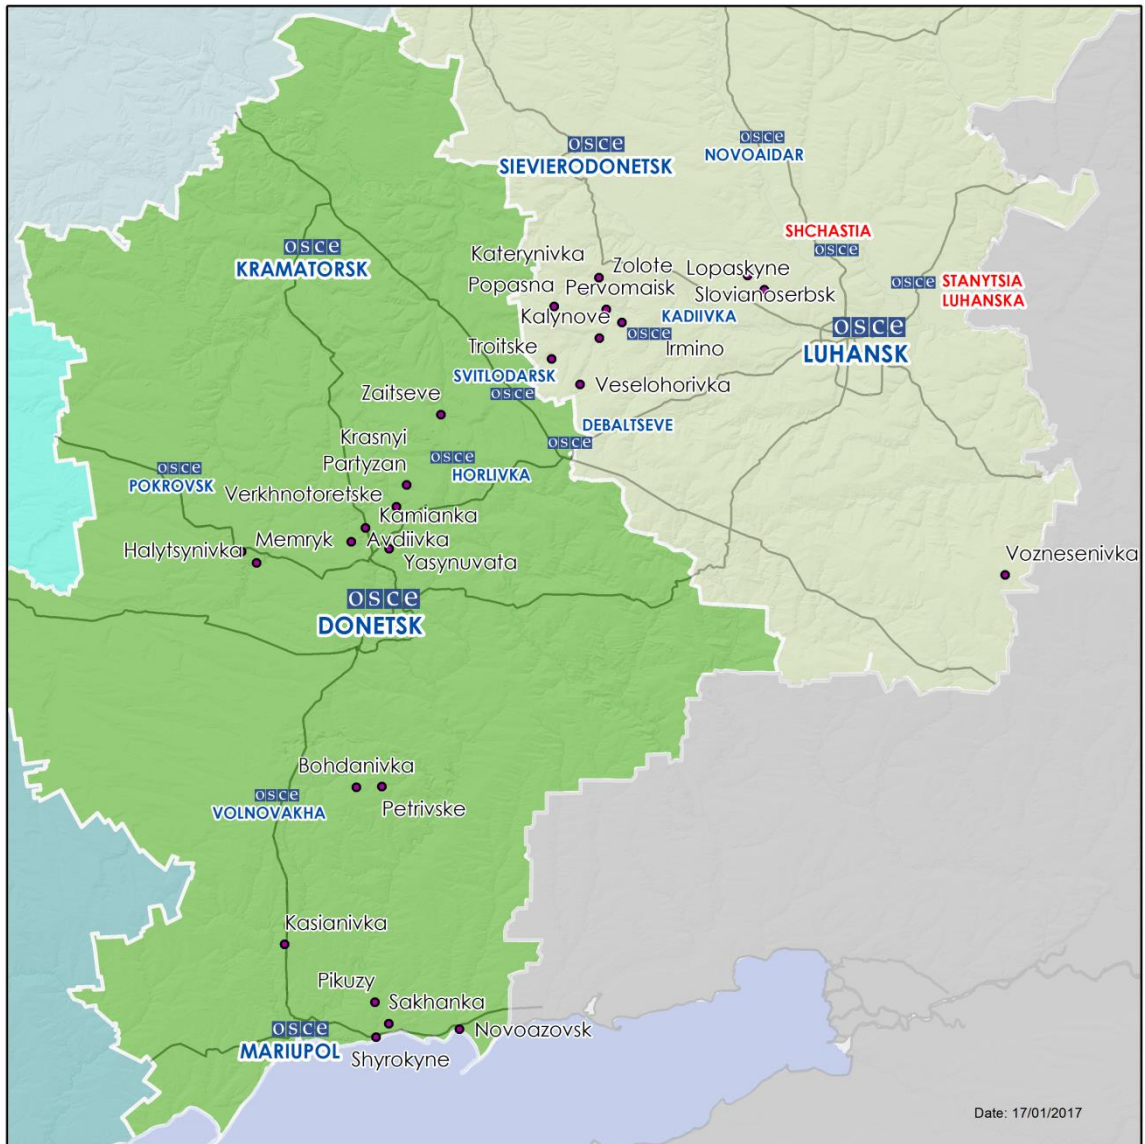 osce
SIEVIERODONETSK
osce
NOVOAIDAR
SHCHASTIA
osce
osce
KRAMATORSK
Katerynivka
Zolote
Lopaskyne
osce
STANYTSIA
LUHANSKA
Popasna
Pervomaisk
Slovianoserbsk
Kalynove
KADIIVKA
osce
osce
LUHANSK
Irmino
Troitske
SVITLODARSK
osce
Veselohorivka
Zaitseve
DEBALTSEVE
osce
Krasnyi
Partyzan
osce
HORLIVKA
osce
POKROVSK
Verkhnotoretske
Kamianka
Memryk
Avdiivka
Halytsynivka
Yasynuvata
Voznesenivka
osce
DONETSK
Bohdanivka
osce
VOLNOVAKHA
Petrivske
Kasianivka
Pikuzy
Sakhanka
osce
MARIUPOL
Novoazovsk
Shyrokyne
Date: 17/01/2017